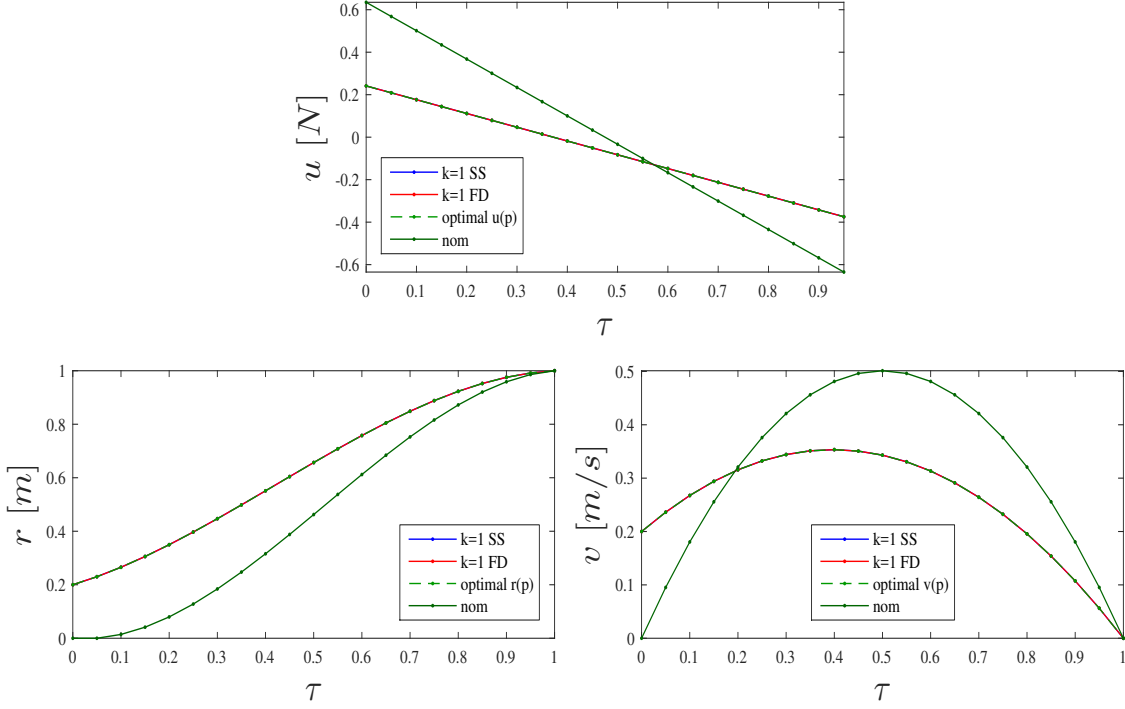 0.6
0.4
0.2
0
-0.2
-0.4
-0.6
u [N]
k=1 SS
k=1 FD
optimal u(p)
nom
0 0.1 0.2 0.3 0.4 0.5 0.6 0.7 0.8 0.9
τ
1
0.8
0.6
0.4
0.2
0
r [m]
k=1 SS
k=1 FD
optimal r(p)
nom
0 0.1 0.2 0.3 0.4 0.5 0.6 0.7 0.8 0.9 1
τ
0.5
0.4
0.3
0.2
0.1
0
v [m/s]
k=1 SS
k=1 FD
optimal v(p)
nom
0 0.1 0.2 0.3 0.4 0.5 0.6 0.7 0.8 0.9 1
τ